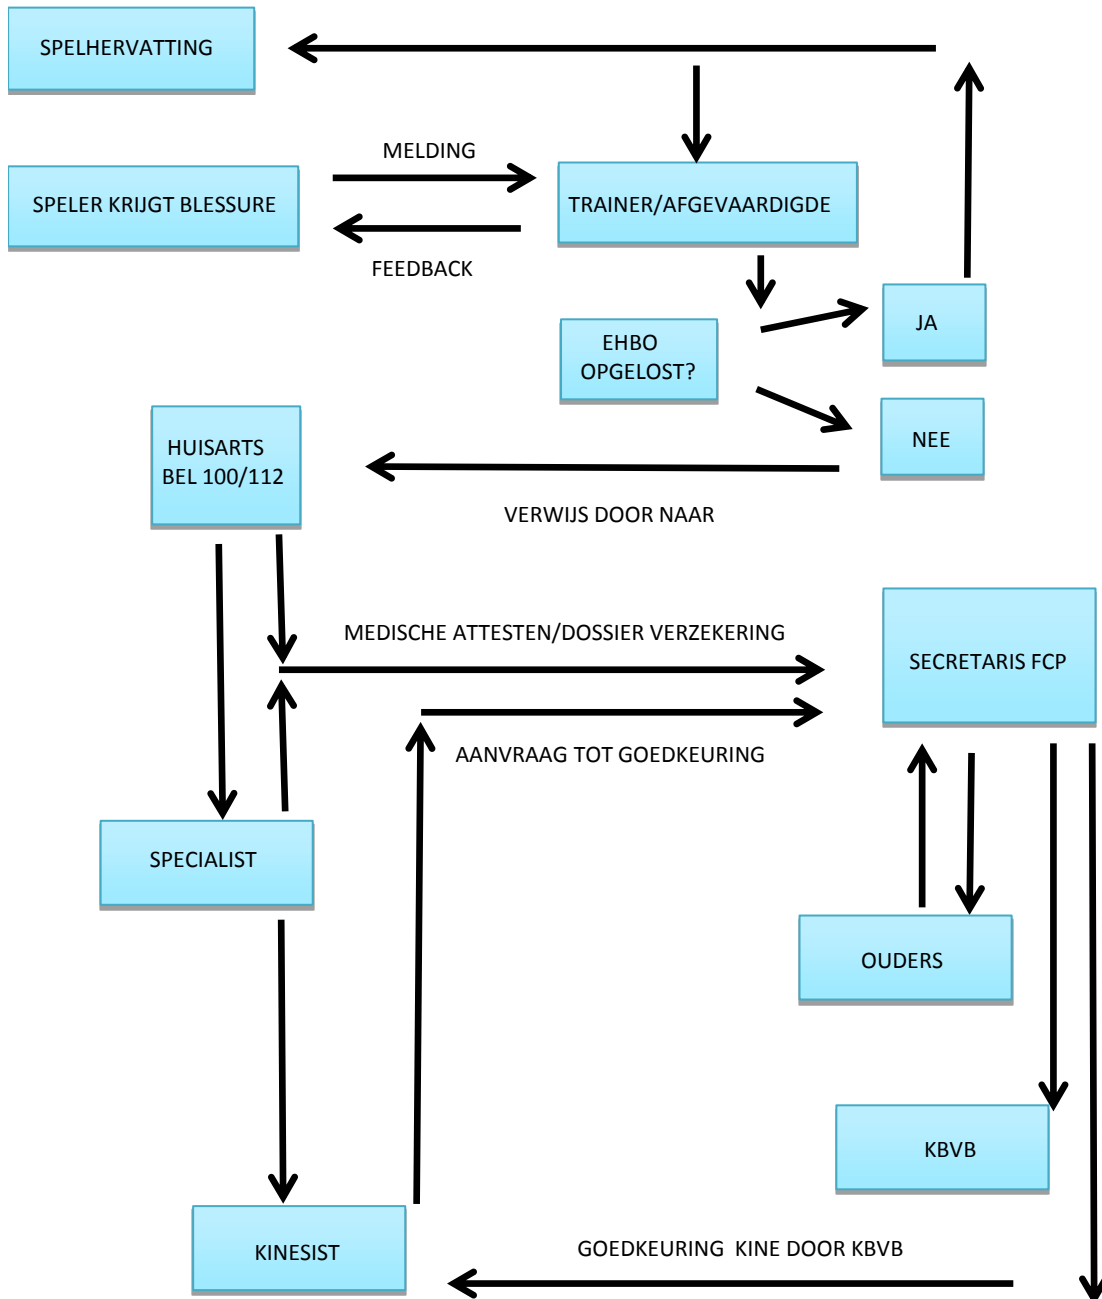 SPELHERVATTING
MELDING
SPELER KRIJGT BLESSURE
TRAINER/AFGEVAARDIGDE
FEEDBACK
JA
EHBO
OPGELOST?
NEE
HUISARTS
BEL 100/112
VERWIJS DOOR NAAR
MEDISCHE ATTESTEN/DOSSIER VERZEKERING
SECRETARIS FCP
AANVRAAG TOT GOEDKEURING
SPECIALIST
OUDERS
KBVB
KINESIST
GOEDKEURING  KINE DOOR KBVB